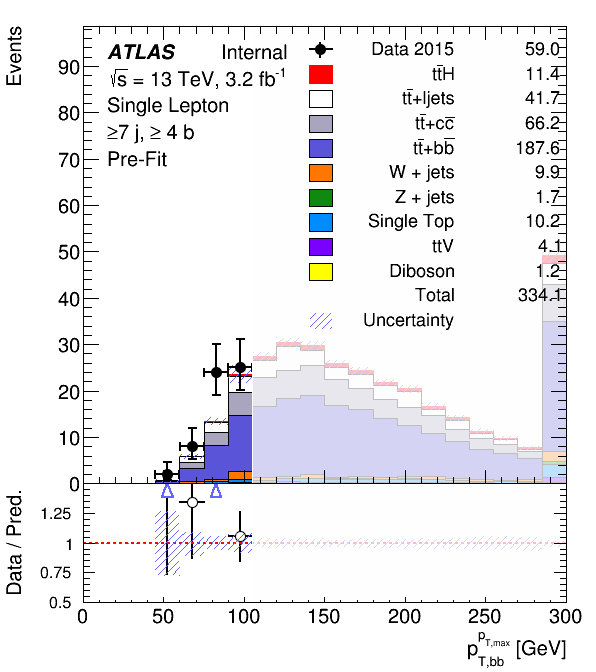 Events
ATLAS Internal
√s = 13 TeV, 3.2 fb-1
Single Lepton
≥7 j, ≥ 4 b
Pre-Fit
Data 2015 59.0
tt̄H 11.4
tt̄+ljets 41.7
tt̄+cc̄ 66.2
tt̄+bb̄ 187.6
W + jets 9.9
Z + jets 1.7
Single Top 10.2
ttV 4.1
Diboson 1.2
Total 334.1
Uncertainty
90
80
70
60
50
40
30
20
10
0
Data / Pred.
1.25
1
0.75
0.5
0 50 100 150 200 250 300
p T,bb pT,max [GeV]